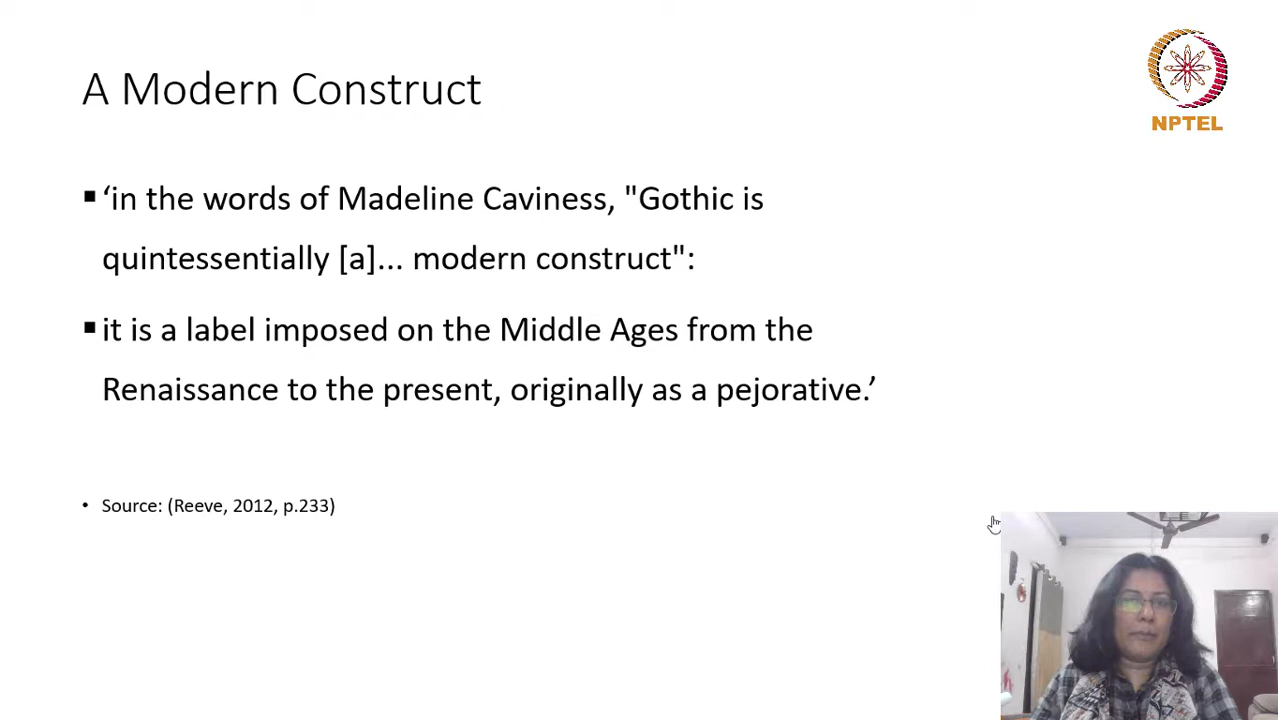 A Modern Construct
NPTEL
▪ ‘in the words of Madeline Caviness, "Gothic is
quintessentially [a]... modern construct":
▪ it is a label imposed on the Middle Ages from the
Renaissance to the present, originally as a pejorative.’
• Source: (Reeve, 2012, p.233)